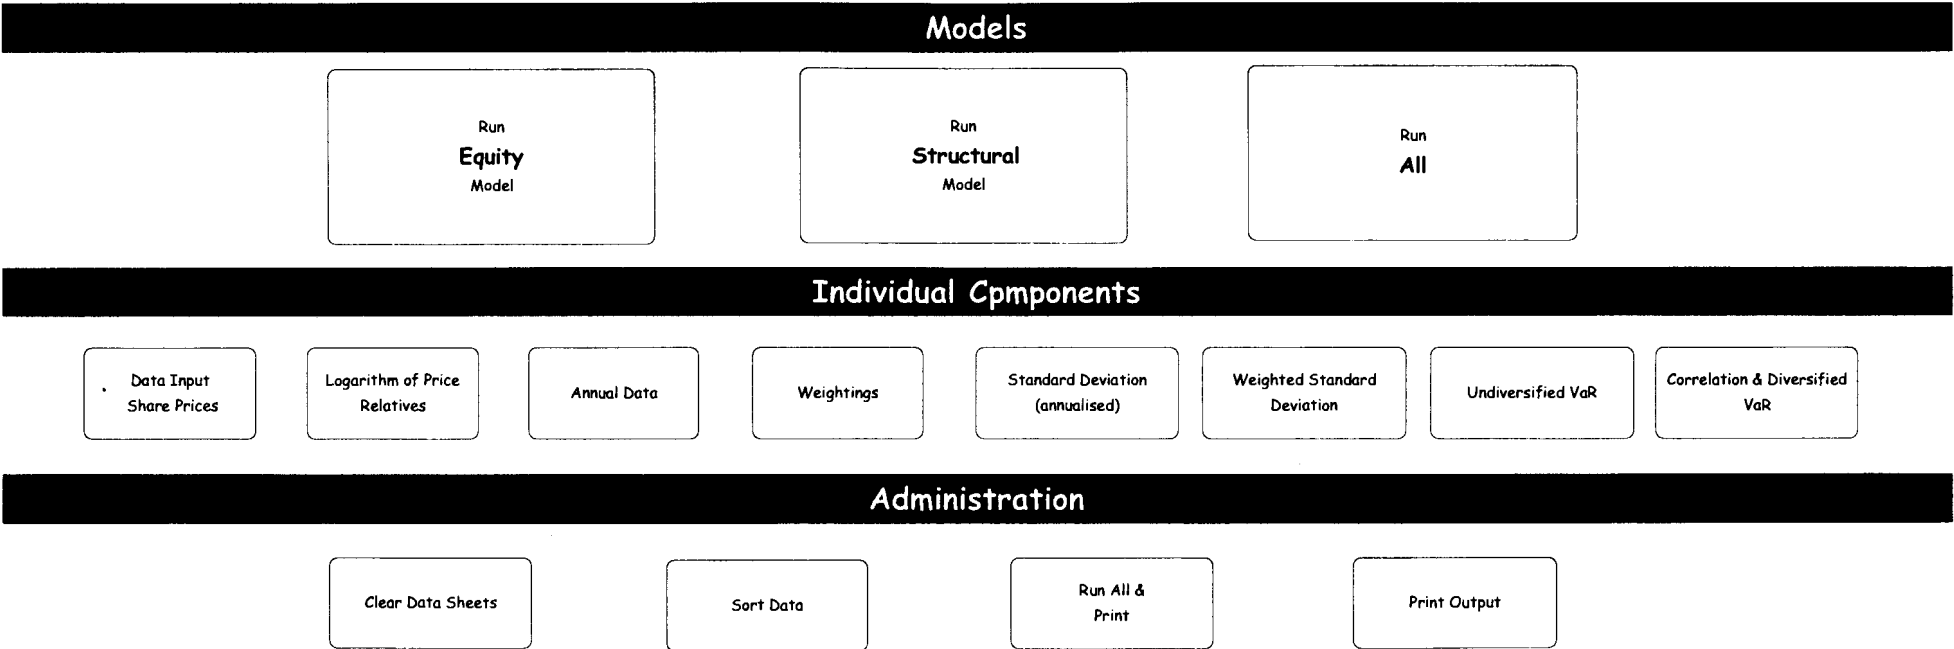 Models
Run
Equity
Model
Run
Structural
Model
Run
All
Individual Cpmponents
Data Input
Share Prices
Logarithm of Price
Relatives
Annual Data
Weightings
Standard Deviation
(annualised)
Weighted Standard
Deviation
Undiversified VaR
Correlation & Diversified
VaR
Administration
Clear Data Sheets
Sort Data
Run All &
Print
Print Output